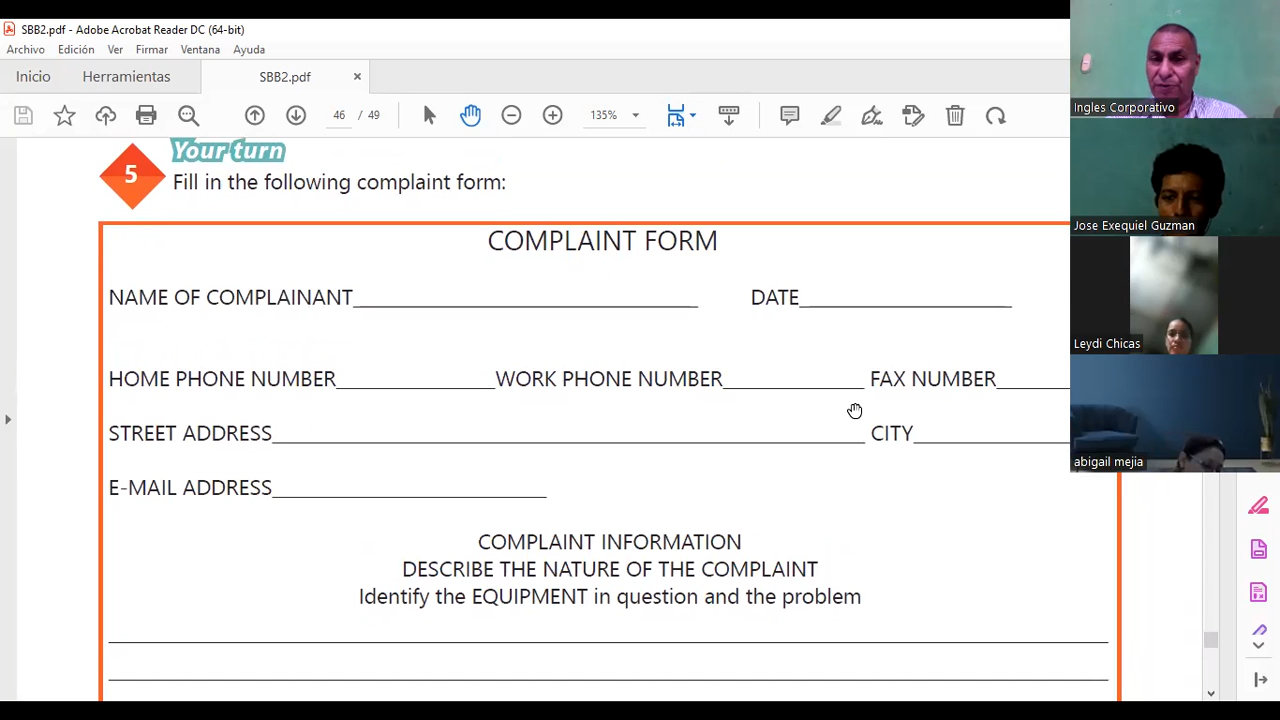 SBB2.pdf - Adobe Acrobat Reader DC (64-bit)
Archivo Edición Ver Firmar Ventana Ayuda
Inicio Herramientas SBB2.pdf ×
46 / 49 135%
Your turn
5 Fill in the following complaint form:
COMPLAINT FORM
NAME OF COMPLAINANT DATE
HOME PHONE NUMBER WORK PHONE NUMBER FAX NUMBER
STREET ADDRESS CITY
E-MAIL ADDRESS
COMPLAINT INFORMATION
DESCRIBE THE NATURE OF THE COMPLAINT
Identify the EQUIPMENT in question and the problem
Ingles Corporativo
Jose Exequiel Guzman
Leydi Chicas
abigail mejia